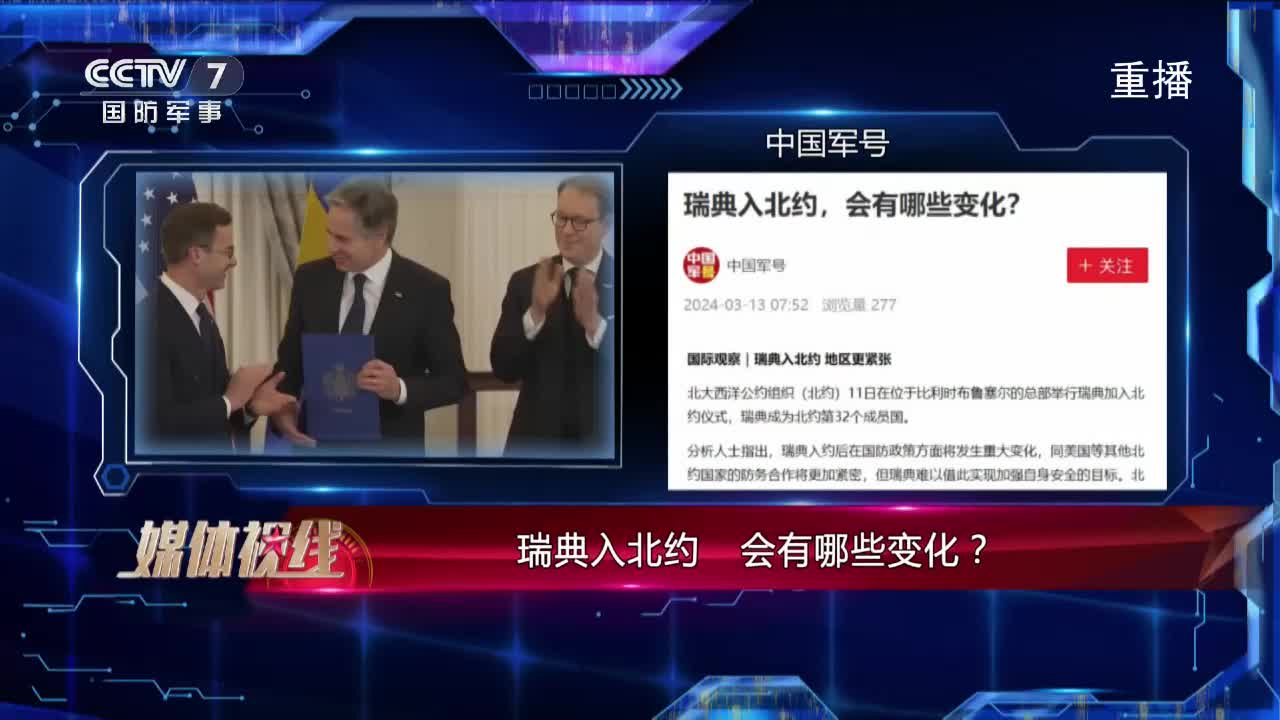 CCTV 7
国防军事
重播
中国军号
瑞典入北约，会有哪些变化？
中国军号
中国军号
+ 关注
2024-03-13 07:52 浏览量 277
国际观察｜瑞典入北约 地区更紧张
北大西洋公约组织（北约）11日在位于比利时布鲁塞尔的总部举行瑞典加入北
约仪式，瑞典成为北约第32个成员国。
分析人士指出，瑞典入约后在国防政策方面将发生重大变化，同美国等其他北
约国家的防务合作将更加紧密，但瑞典难以借此实现加强自身安全的目标。北
媒体视线
瑞典入北约 会有哪些变化？